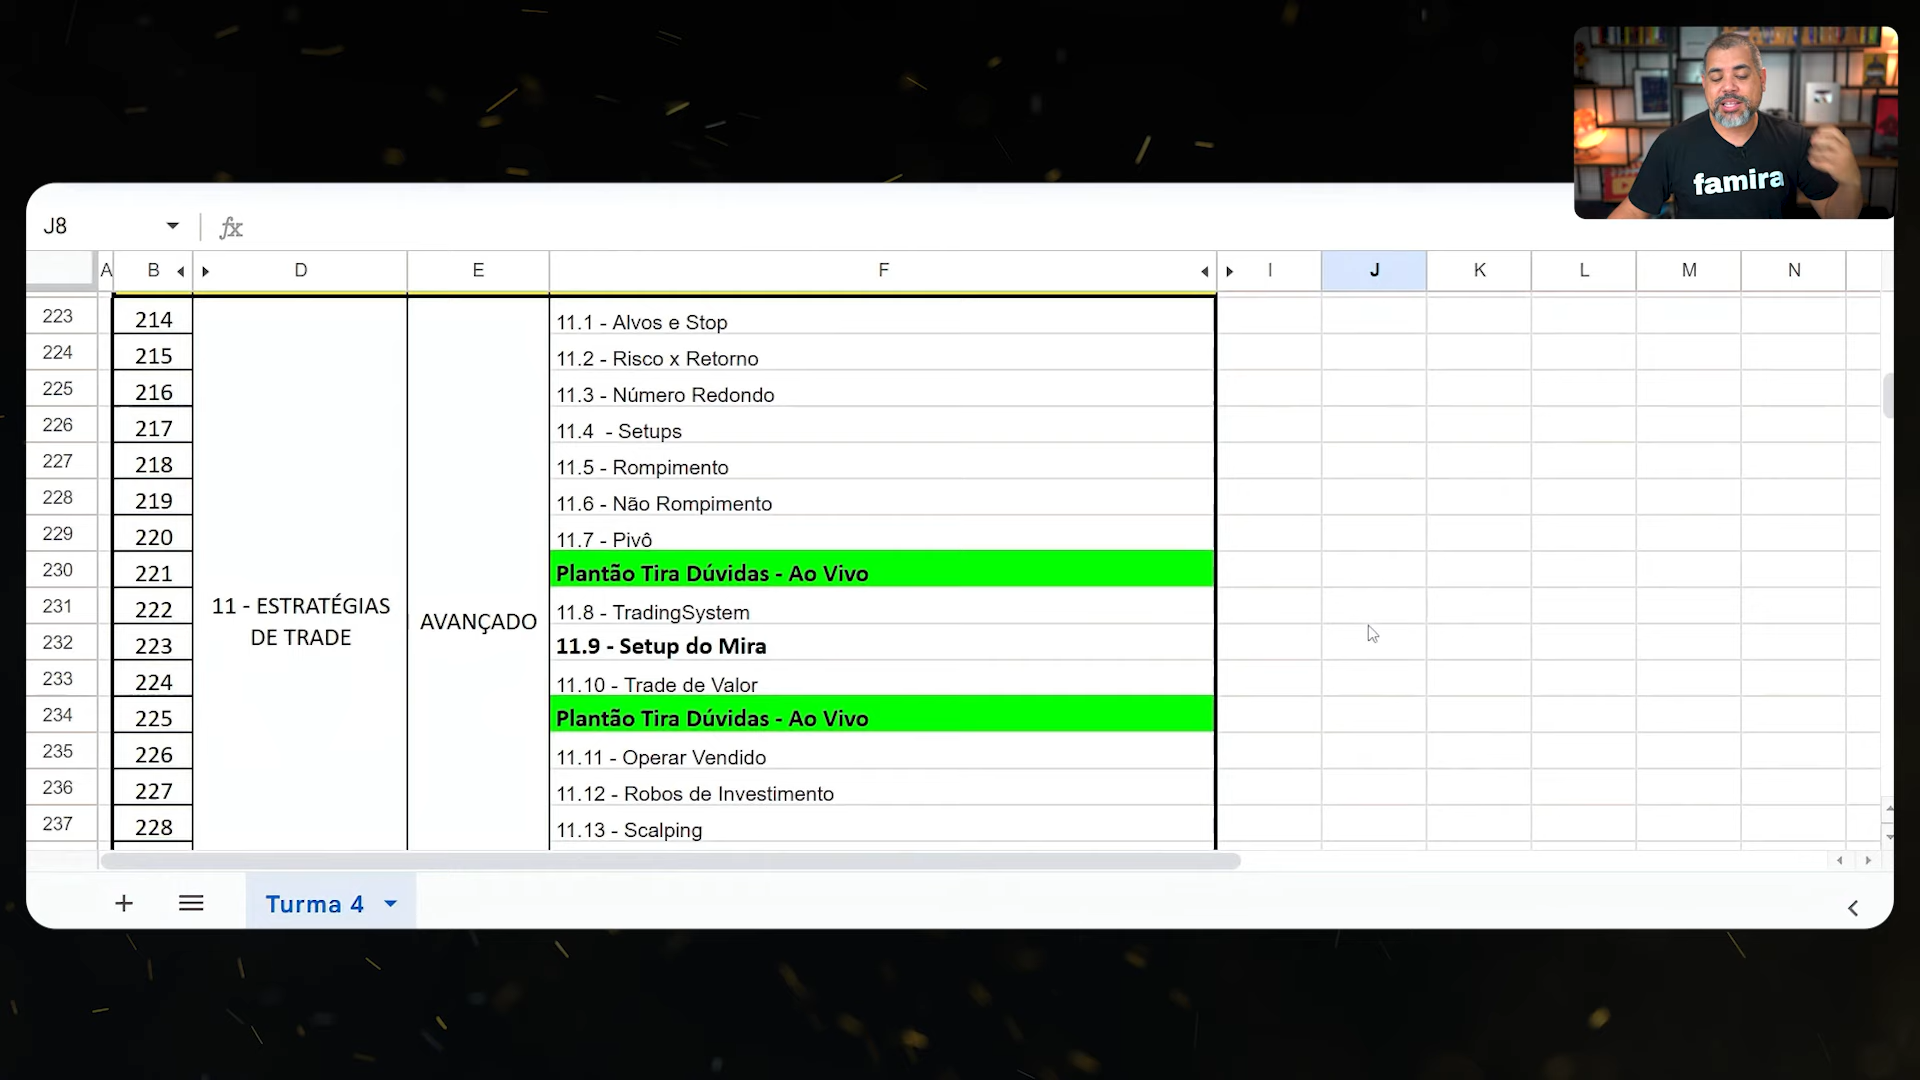 famira
J8
fx
A B D E F I J K L M N
223 214 11.1 - Alvos e Stop
224 215 11.2 - Risco x Retorno
225 216 11.3 - Número Redondo
226 217 11.4  - Setups
227 218 11.5 - Rompimento
228 219 11.6 - Não Rompimento
229 220 11.7 - Pivô
230 221 Plantão Tira Dúvidas - Ao Vivo
231 222 11 - ESTRATÉGIAS AVANÇADO 11.8 - TradingSystem
232 223 DE TRADE 11.9 - Setup do Mira
233 224 11.10 - Trade de Valor
234 225 Plantão Tira Dúvidas - Ao Vivo
235 226 11.11 - Operar Vendido
236 227 11.12 - Robos de Investimento
237 228 11.13 - Scalping
Turma 4